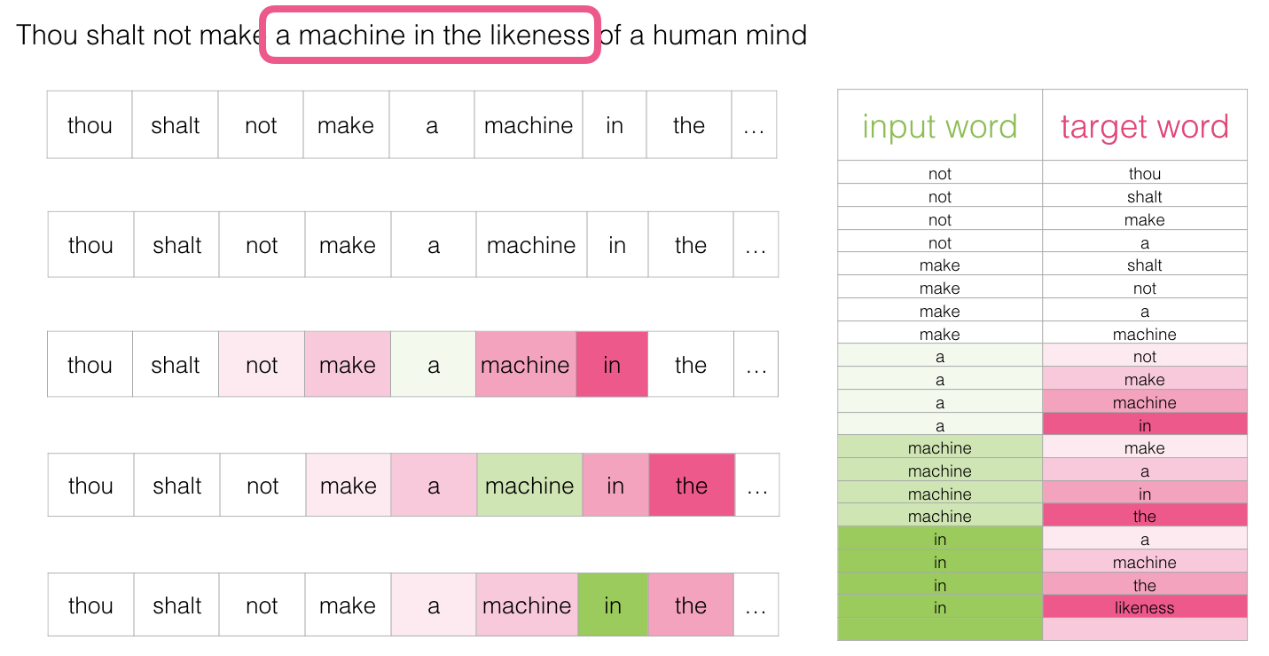 Thou shalt not make a machine in the likeness of a human mind
thou shalt not make a machine in the ...
thou shalt not make a machine in the ...
thou shalt not make a machine in the ...
thou shalt not make a machine in the ...
thou shalt not make a machine in the ...
input word target word
not thou
not shalt
not make
not a
make shalt
make not
make a
make machine
a not
a make
a machine
a in
machine make
machine a
machine in
machine the
in a
in machine
in the
in likeness